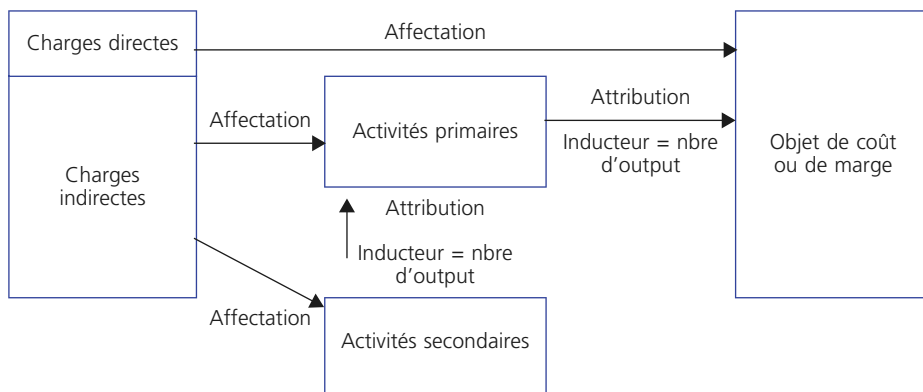 Charges directes
Affectation
Affectation
Activités primaires
Attribution
Inducteur = nbre
d'output
Objet de coût
ou de marge
Charges
indirectes
Attribution
Inducteur = nbre
d'output
Affectation
Activités secondaires